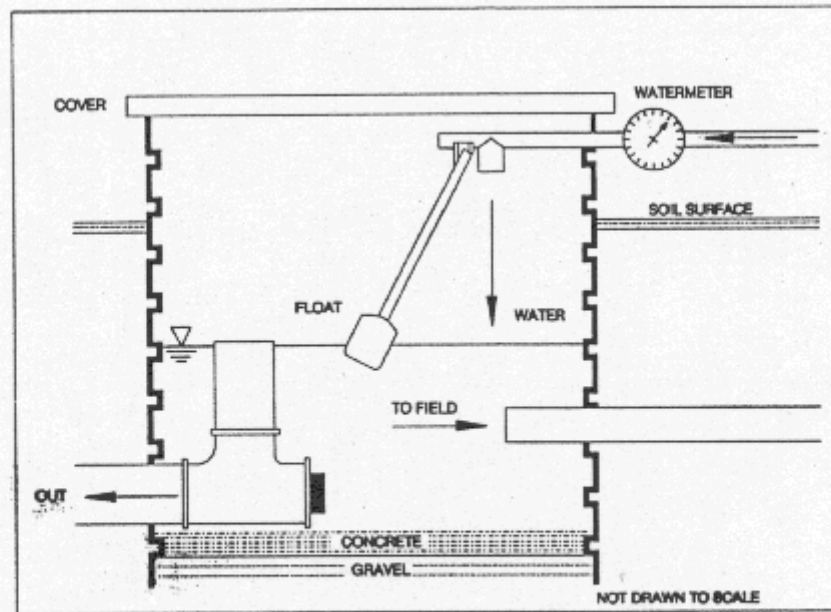 COVER
WATERMETER
SOIL SURFACE
FLOAT
WATER
TO FIELD
OUT
CONCRETE
GRAVEL
NOT DRAWN TO SCALE